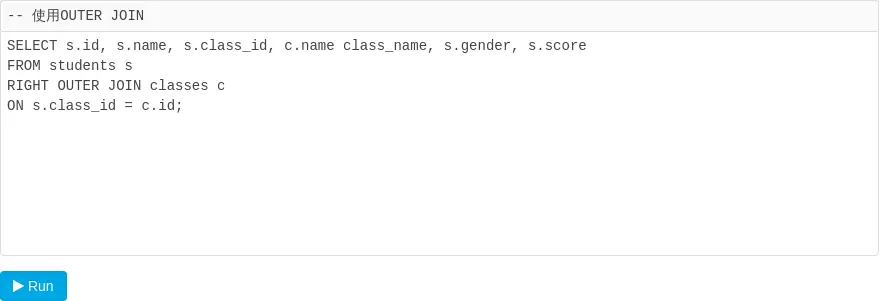 -- 使用OUTER JOIN
SELECT s.id, s.name, s.class_id, c.name class_name, s.gender, s.score
FROM students s
RIGHT OUTER JOIN classes c
ON s.class_id = c.id;
Run